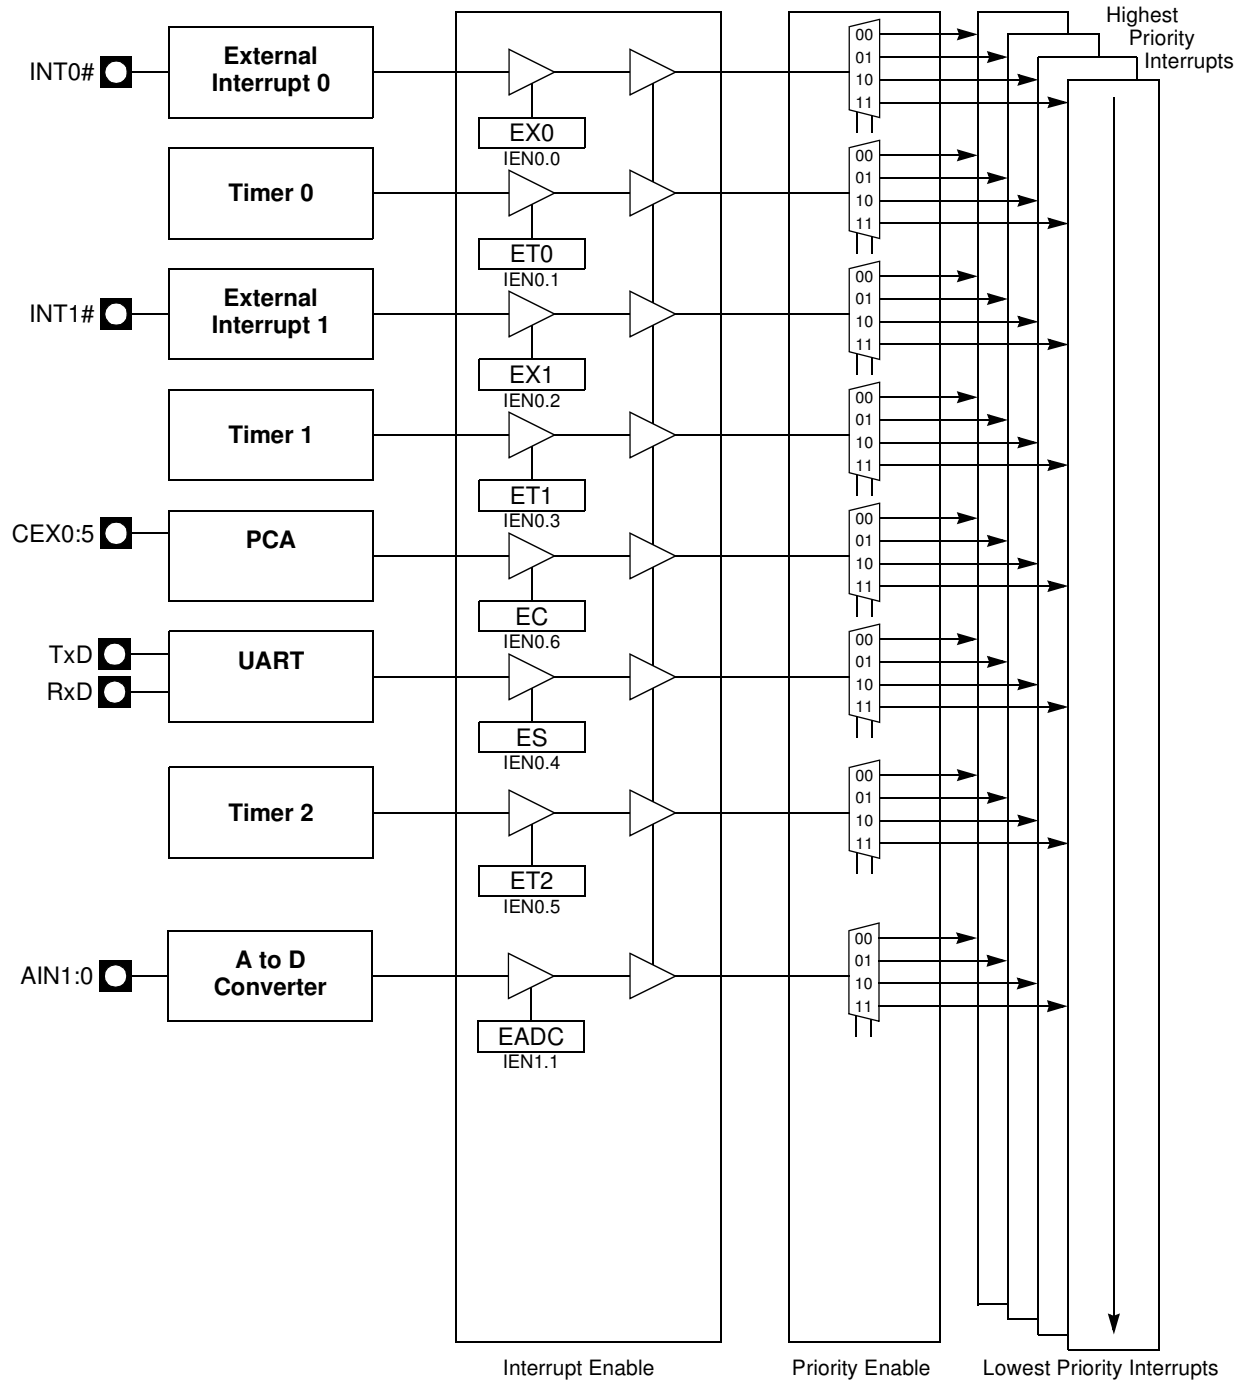 Highest
Priority
Interrupts
INT0#
External
Interrupt 0
EX0
IEN0.0
00
01
10
11
Timer 0
ET0
IEN0.1
00
01
10
11
INT1#
External
Interrupt 1
EX1
IEN0.2
00
01
10
11
Timer 1
ET1
IEN0.3
00
01
10
11
CEX0:5
PCA
EC
IEN0.6
00
01
10
11
TxD
RxD
UART
ES
IEN0.4
00
01
10
11
Timer 2
ET2
IEN0.5
00
01
10
11
AIN1:0
A to D
Converter
EADC
IEN1.1
00
01
10
11
Interrupt Enable
Priority Enable
Lowest Priority Interrupts